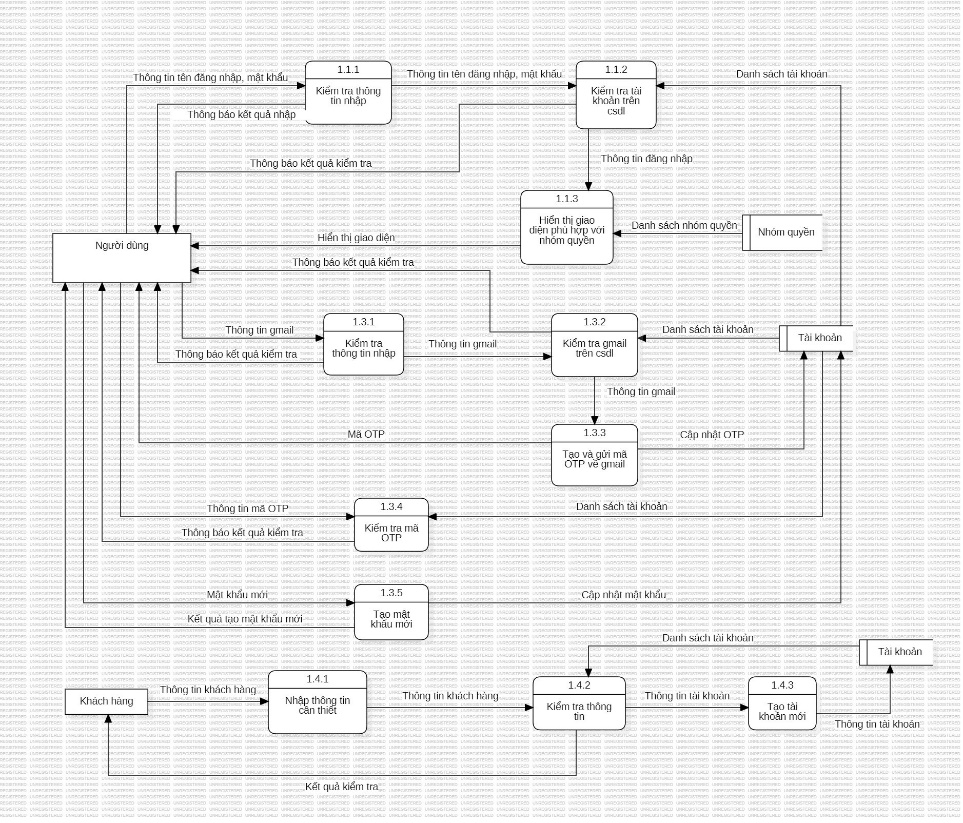 1.1.1
Kiểm tra thông
tin nhập
1.1.2
Kiểm tra tài
khoản trên
csdl
Thông tin tên đăng nhập, mật khẩu
Thông tin tên đăng nhập, mật khẩu
Danh sách tài khoản
Thông báo kết quả nhập
Thông báo kết quả kiểm tra
Thông tin đăng nhập
1.1.3
Hiển thị giao
diện phù hợp với
nhóm quyền
Danh sách nhóm quyền
Nhóm quyền
Người dùng
Hiển thị giao diện
Thông báo kết quả kiểm tra
1.3.1
Kiểm tra
thông tin nhập
1.3.2
Kiểm tra gmail
trên csdl
Thông tin gmail
Thông báo kết quả kiểm tra
Thông tin gmail
Danh sách tài khoản
Tài khoản
Thông tin gmail
1.3.3
Tạo và gửi mã
OTP về gmail
Mã OTP
Cập nhật OTP
1.3.4
Kiểm tra mã
OTP
Thông tin mã OTP
Danh sách tài khoản
Thông báo kết quả kiểm tra
1.3.5
Tạo mật
khẩu mới
Mật khẩu mới
Cập nhật mật khẩu
Kết quả tạo mật khẩu mới
Danh sách tài khoản
Tài khoản
Khách hàng
Thông tin khách hàng
1.4.1
Nhập thông tin
cần thiết
Thông tin khách hàng
1.4.2
Kiểm tra thông
tin
Thông tin tài khoản
1.4.3
Tạo tài
khoản mới
Thông tin tài khoản
Kết quả kiểm tra